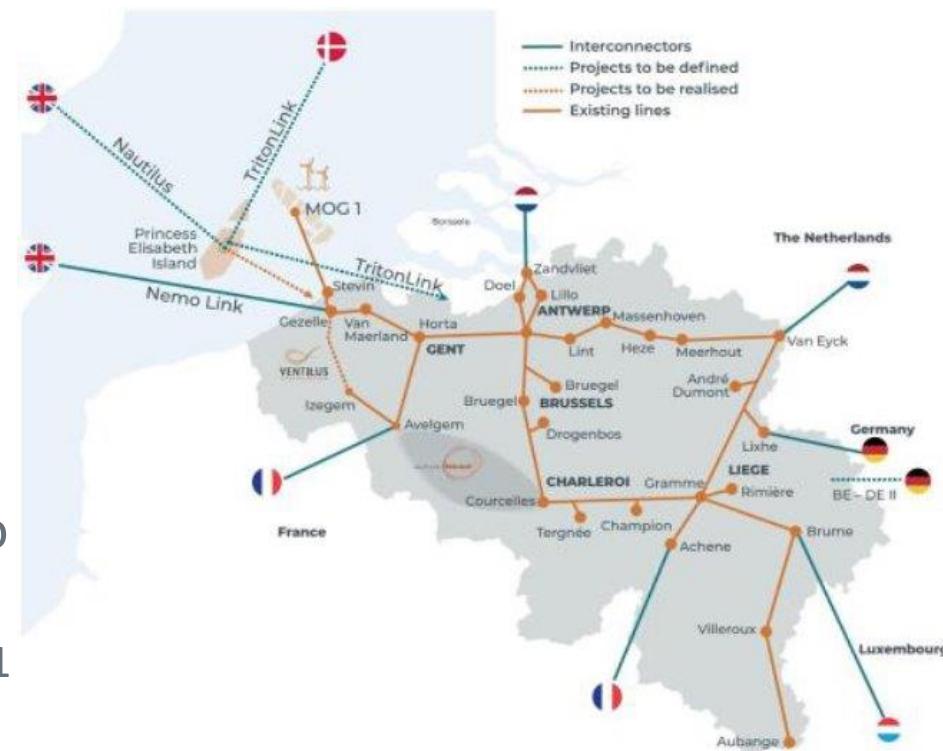 Interconnectors
Projects to be defined
Projects to be realised
Existing lines
Nautilus
TritonLink
MOG 1
Borssele
Princess
Elisabeth
Island
The Netherlands
TritonLink
Nemo Link
Stevin
Zandvliet
Doel
Lillo
ANTWERP
Massenhoven
Gezelle
Van
Maerland
Horta
GENT
Lint
Heze
Meerhout
Van Eyck
VENTILUS
Izegem
Bruegel
Bruegel
BRUSSELS
André
Dumont
Avelgem
Drogenbos
Lixhe
Germany
BE – DE II
CHARLEROI
Gramme
LIEGE
Rimière
Courcelles
Tergnée
Champion
Brume
France
Achene
Villeroux
Luxembourg
Aubange
1